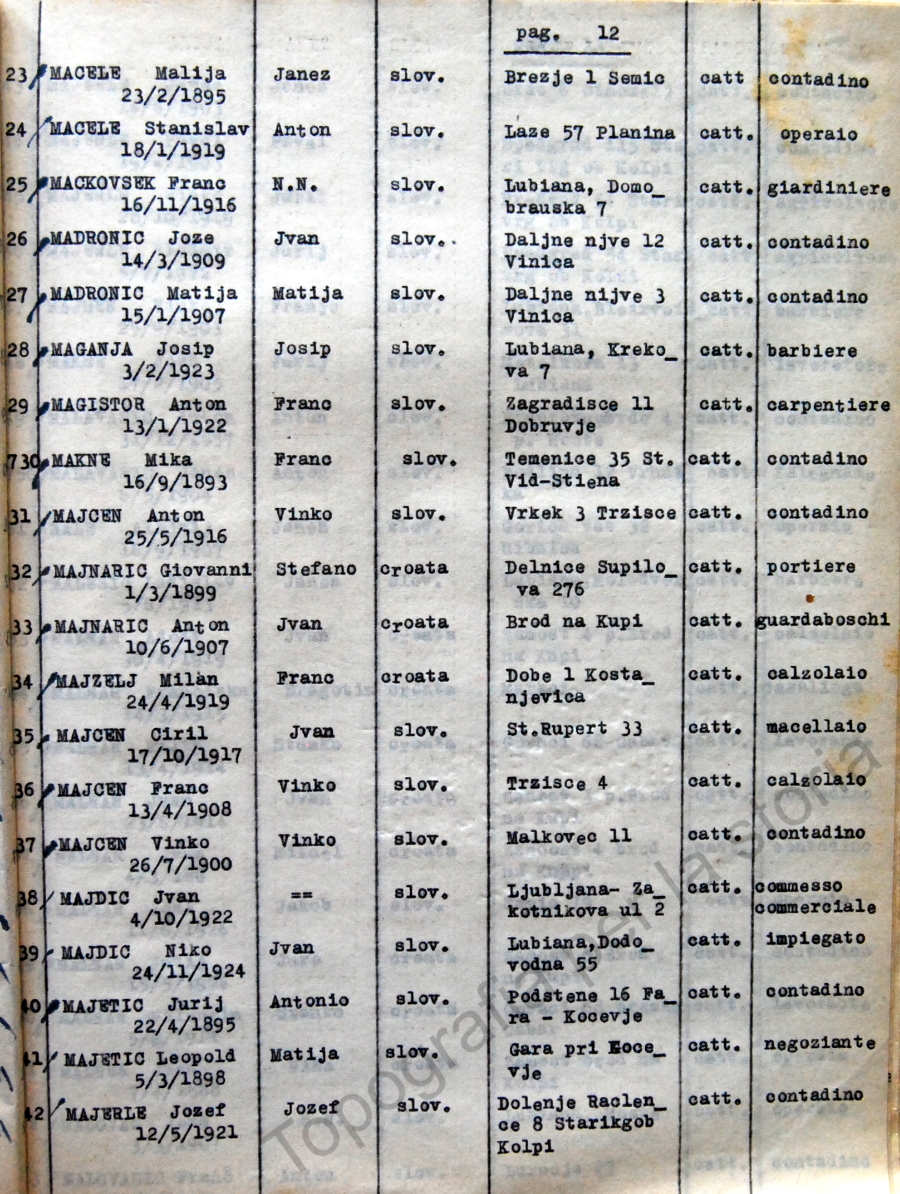 pag. 12
23 MACELE Malija Janez slov. Brezje 1 Semic catt contadino
23/2/1895
24 MACELE Stanislav Anton slov. Laze 57 Planina catt. operaio
18/1/1919
25 MACKOVSEK Franc N.N. slov. Lubiana, Domo_ catt. giardiniere
16/11/1916 brauska 7
26 MADRONIC Joze Jvan slov. Daljne njve 12 catt. contadino
14/3/1909 Vinica
27 MADRONIC Matija Matija slov. Daljne nijve 3 catt. contadino
15/1/1907 Vinica
28 MAGANJA Josip Josip slov. Lubiana, Kreko_ catt. barbiere
3/2/1923 va 7
29 MAGISTOR Anton Franc slov. Zagradisce 11 catt. carpentiere
13/1/1922 Dobruvje
730 MAKNE Mika Franc slov. Temenice 35 St. catt. contadino
16/9/1893 Vid-Stiena
31 MAJCEN Anton Vinko slov. Vrkek 3 Trzisce catt. contadino
25/5/1916
32 MAJNARIC Giovanni Stefano croata Delnice Supilo_ catt. portiere
1/3/1899 va 276
33 MAJNARIC Anton Jvan croata Brod na Kupi catt. guardaboschi
10/6/1907
34 MAJZELJ Milan Franc croata Dobe 1 Kosta_ catt. calzolaio
24/4/1919 njevica
35 MAJCEN Ciril Jvan slov. St.Rupert 33 catt. macellaio
17/10/1917
36 MAJCEN Franc Vinko slov. Trzisce 4 catt. calzolaio
13/4/1908
37 MAJCEN Vinko Vinko slov. Malkovec 11 catt. contadino
26/7/1900
38 MAJDIC Jvan == slov. Ljubljana- Za_ catt. commesso
4/10/1922 kotnikova ul 2 commerciale
39 MAJDIC Niko Jvan slov. Lubiana,Dodo_ catt. impiegato
24/11/1924 vodna 55
40 MAJETIC Jurij Antonio slov. Podstene 16 Fa_ catt. contadino
22/4/1895 ra - Kocevje
41 MAJETIC Leopold Matija slov. Gara pri Koce_ catt. negoziante
5/3/1898 vje
42 MAJERLE Jozef Jozef slov. Dolenje Raclen_ catt. contadino
12/5/1921 ce 8 Starikgob
Kolpi
Topografia per la storia